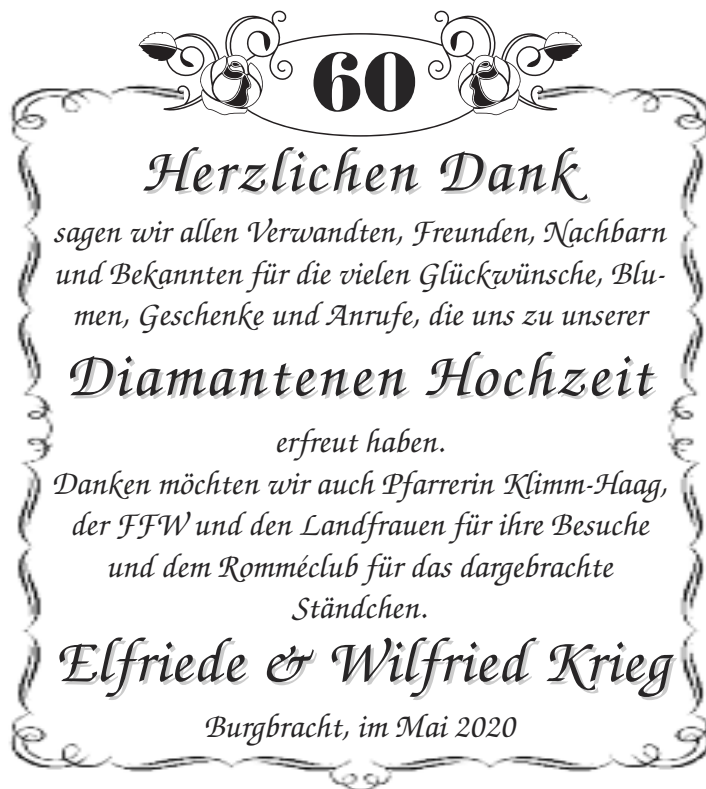 60
Herzlichen Dank
sagen wir allen Verwandten, Freunden, Nachbarn
und Bekannten für die vielen Glückwünsche, Blu-
men, Geschenke und Anrufe, die uns zu unserer
Diamantenen Hochzeit
erfreut haben.
Danken möchten wir auch Pfarrerin Klimm-Haag,
der FFW und den Landfrauen für ihre Besuche
und dem Romméclub für das dargebrachte
Ständchen.
Elfriede & Wilfried Krieg
Burgbracht, im Mai 2020